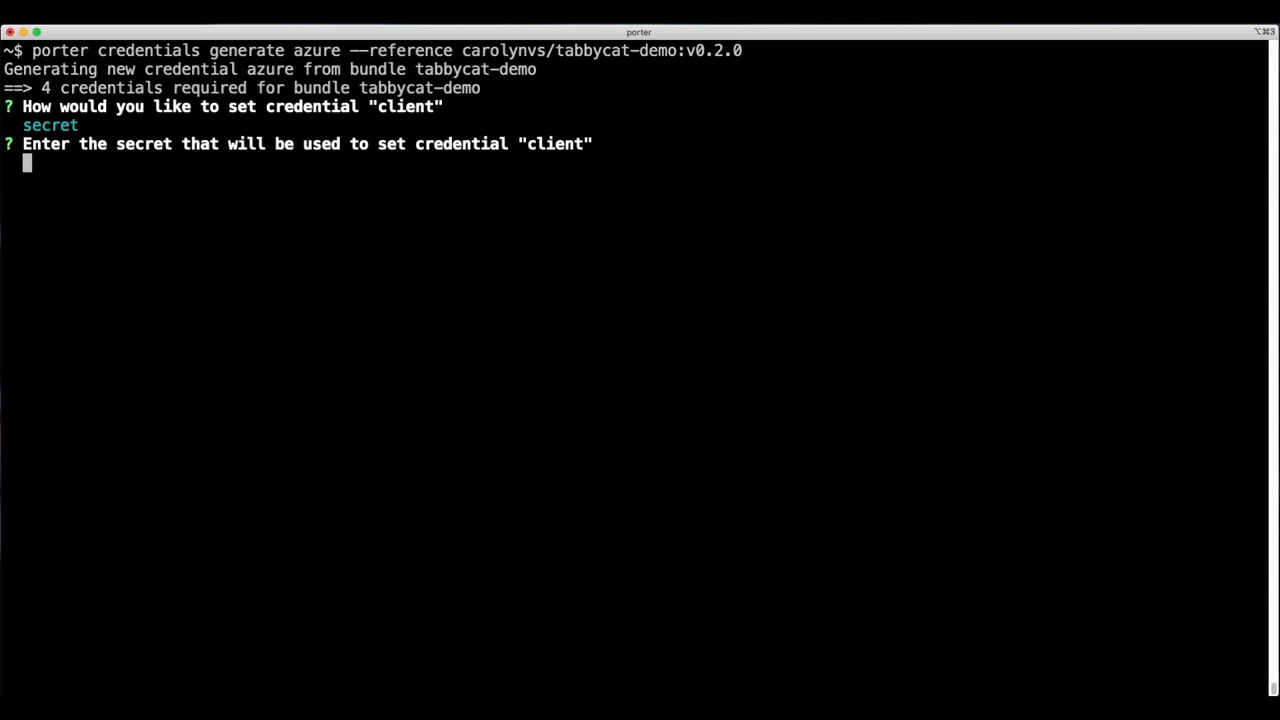 porter
⌥⌘3
~$ porter credentials generate azure --reference carolynvs/tabbycat-demo:v0.2.0
Generating new credential azure from bundle tabbycat-demo
==> 4 credentials required for bundle tabbycat-demo
? How would you like to set credential "client"
secret
? Enter the secret that will be used to set credential "client"